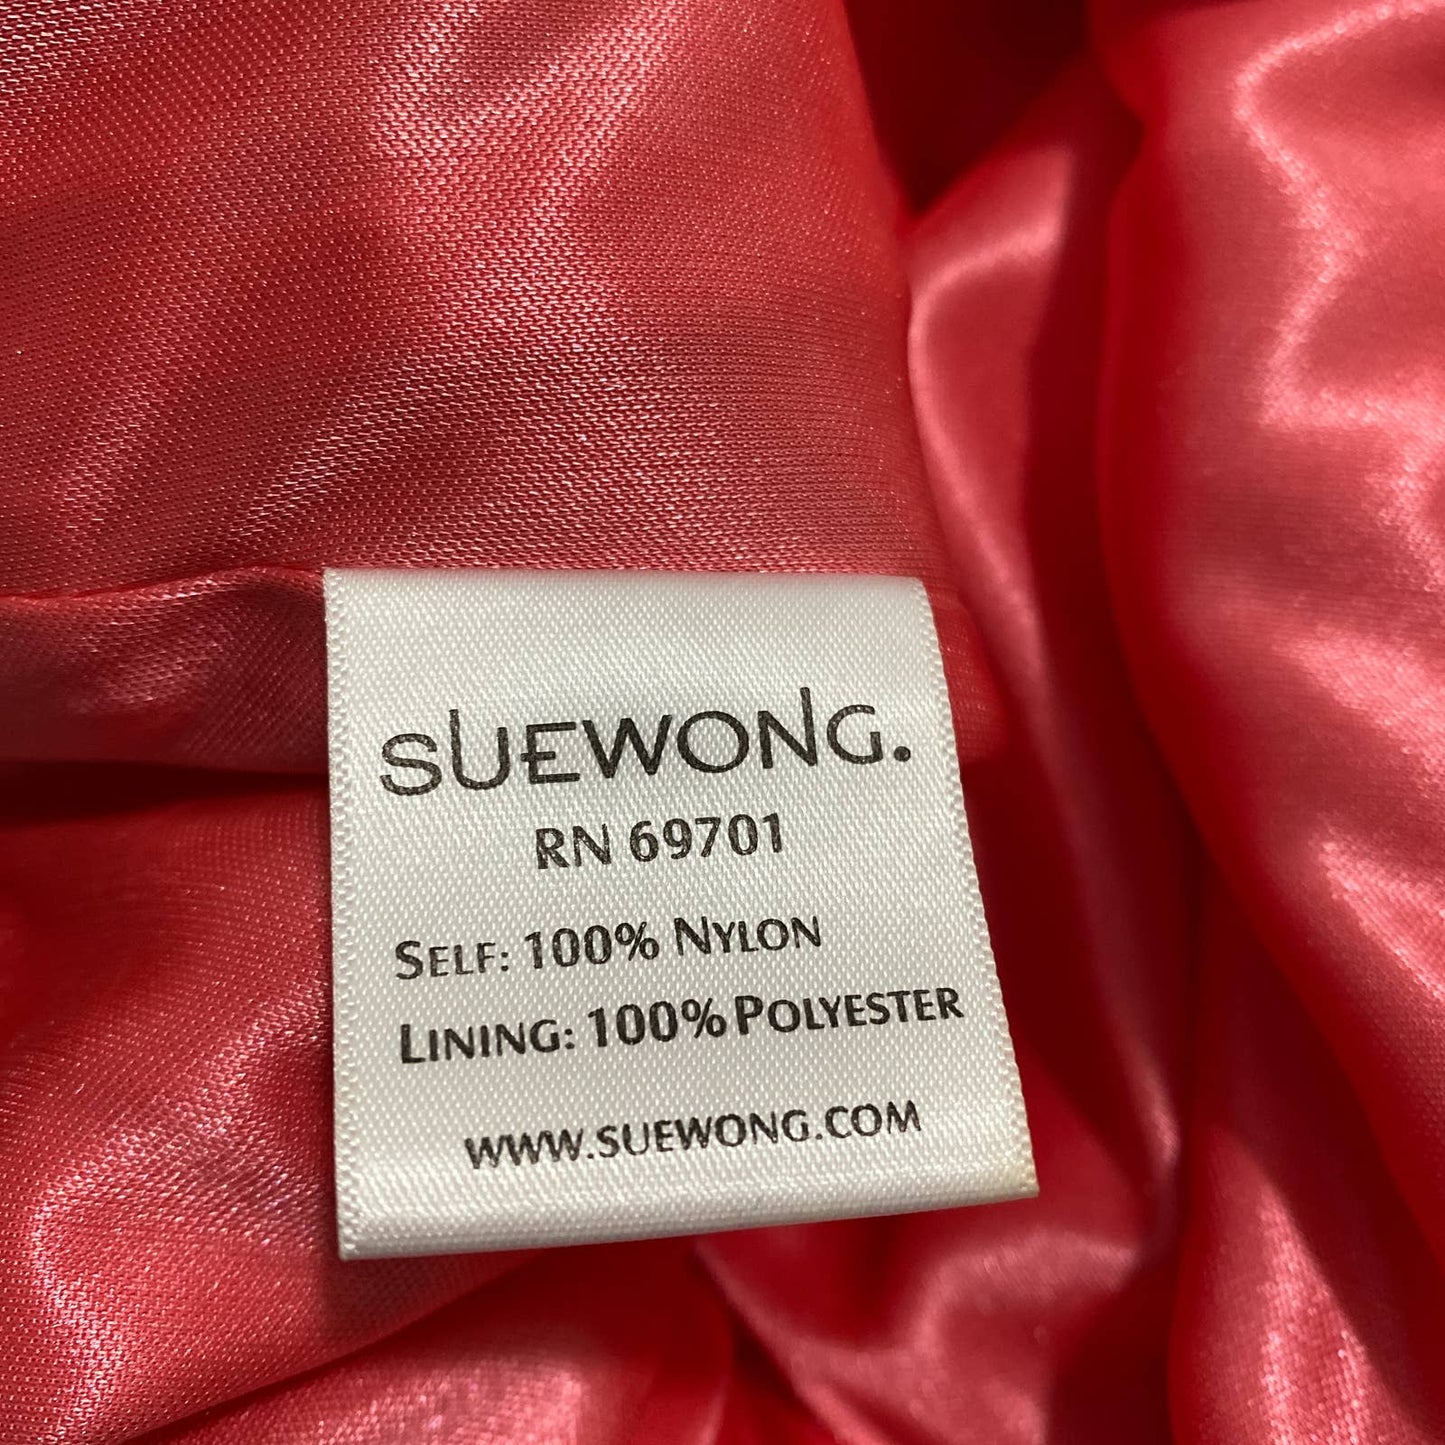 SUEWONG.
RN 69701
SELF: 100% NYLON
LINING: 100% POLYESTER
WWW.SUEWONG.COM